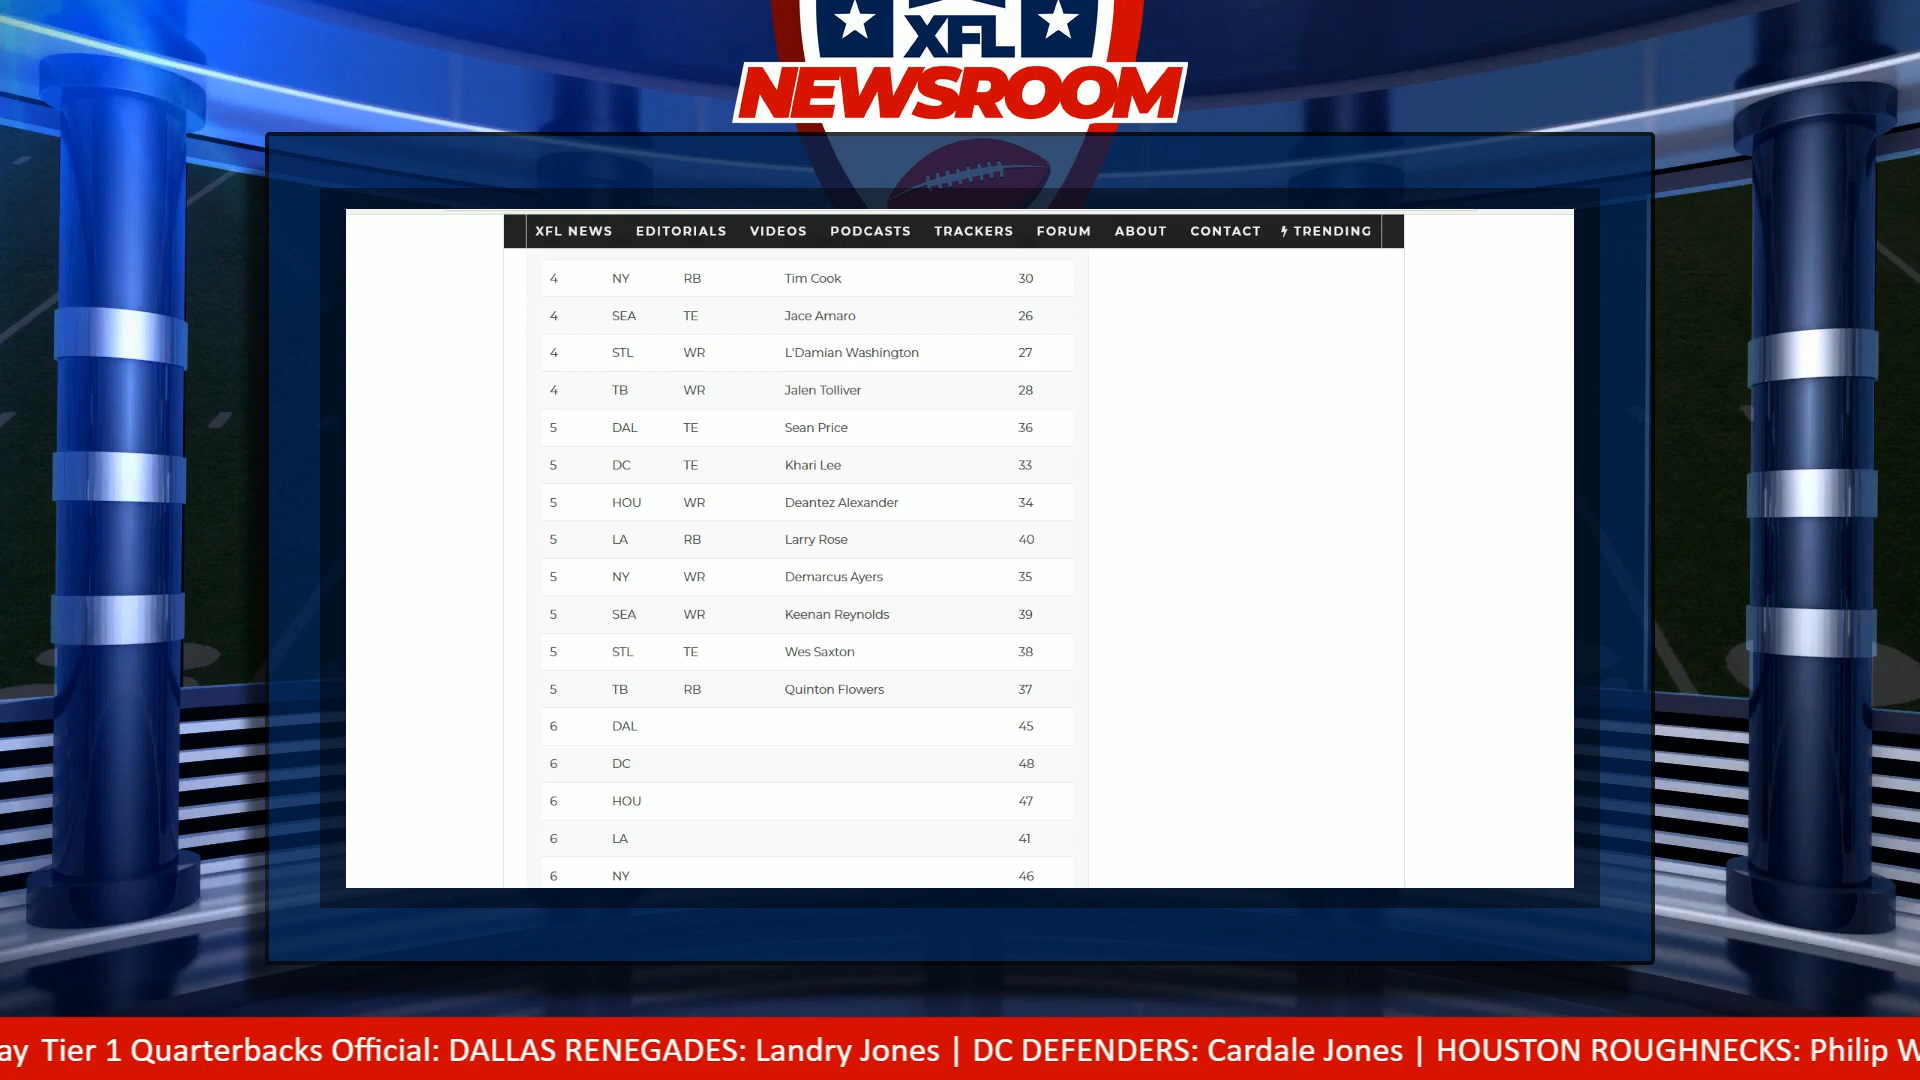 XFL
NEWSROOM
XFL NEWS EDITORIALS VIDEOS PODCASTS TRACKERS FORUM ABOUT CONTACT TRENDING
4 NY RB Tim Cook 30
4 SEA TE Jace Amaro 26
4 STL WR L'Damian Washington 27
4 TB WR Jalen Tolliver 28
5 DAL TE Sean Price 36
5 DC TE Khari Lee 33
5 HOU WR Deantez Alexander 34
5 LA RB Larry Rose 40
5 NY WR Demarcus Ayers 35
5 SEA WR Keenan Reynolds 39
5 STL TE Wes Saxton 38
5 TB RB Quinton Flowers 37
6 DAL 45
6 DC 48
6 HOU 47
6 LA 41
6 NY 46
ay Tier 1 Quarterbacks Official: DALLAS RENEGADES: Landry Jones | DC DEFENDERS: Cardale Jones | HOUSTON ROUGHNECKS: Philip W